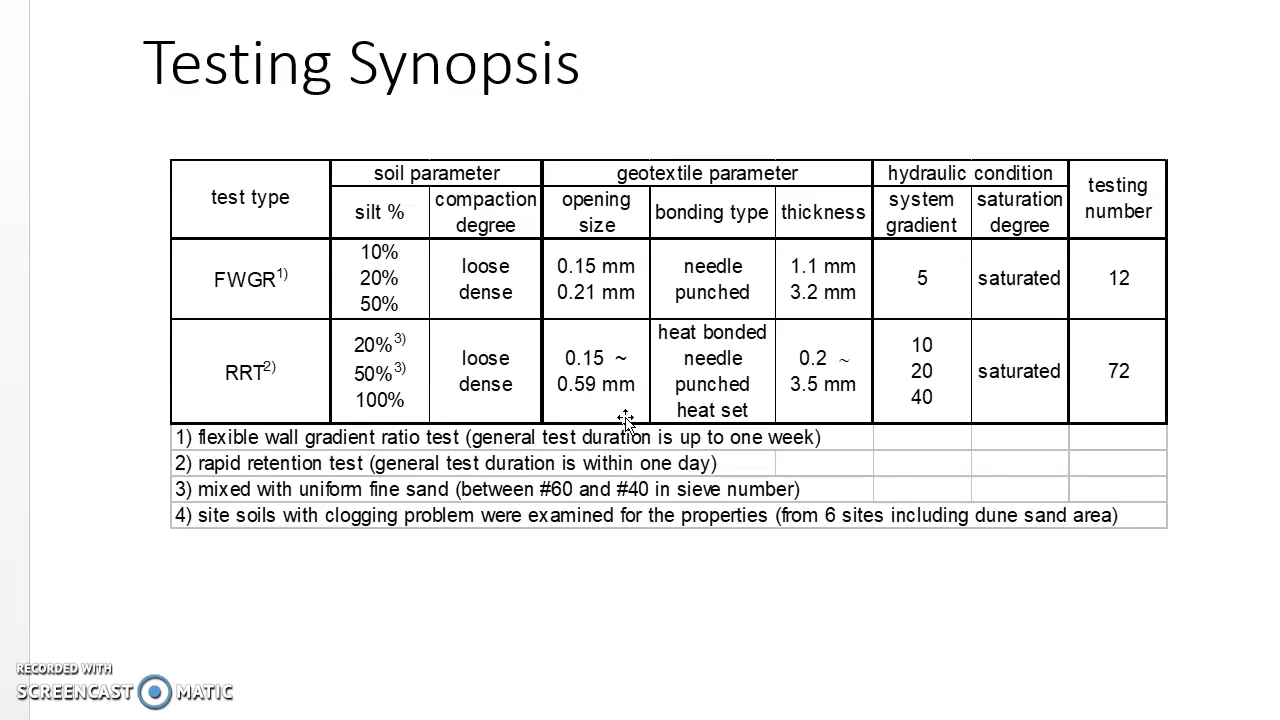 Testing Synopsis
test type
soil parameter
geotextile parameter
hydraulic condition
testing number
silt %
compaction degree
opening size
bonding type
thickness
system gradient
saturation degree
FWGR1)
10%
20%
50%
loose
dense
0.15 mm
0.21 mm
needle punched
1.1 mm
3.2 mm
5
saturated
12
RRT2)
20%3)
50%3)
100%
loose
dense
0.15 ~
0.59 mm
heat bonded
needle
punched
heat set
0.2 ~
3.5 mm
10
20
40
saturated
72
1) flexible wall gradient ratio test (general test duration is up to one week)
2) rapid retention test (general test duration is within one day)
3) mixed with uniform fine sand (between #60 and #40 in sieve number)
4) site soils with clogging problem were examined for the properties (from 6 sites including dune sand area)
RECORDED WITH
SCREENCAST MATIC